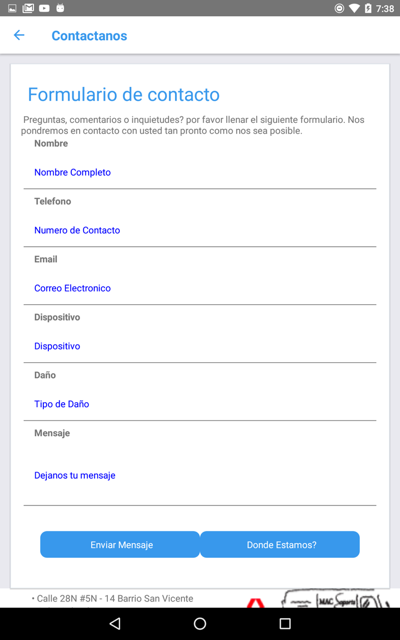 7:38
Contactanos
Formulario de contacto
Preguntas, comentarios o inquietudes? por favor llenar el siguiente formulario. Nos
pondremos en contacto con usted tan pronto como nos sea posible.
Nombre
Nombre Completo
Telefono
Numero de Contacto
Email
Correo Electronico
Dispositivo
Dispositivo
Daño
Tipo de Daño
Mensaje
Dejanos tu mensaje
Enviar Mensaje
Donde Estamos?
• Calle 28N #5N - 14 Barrio San Vicente
MAC